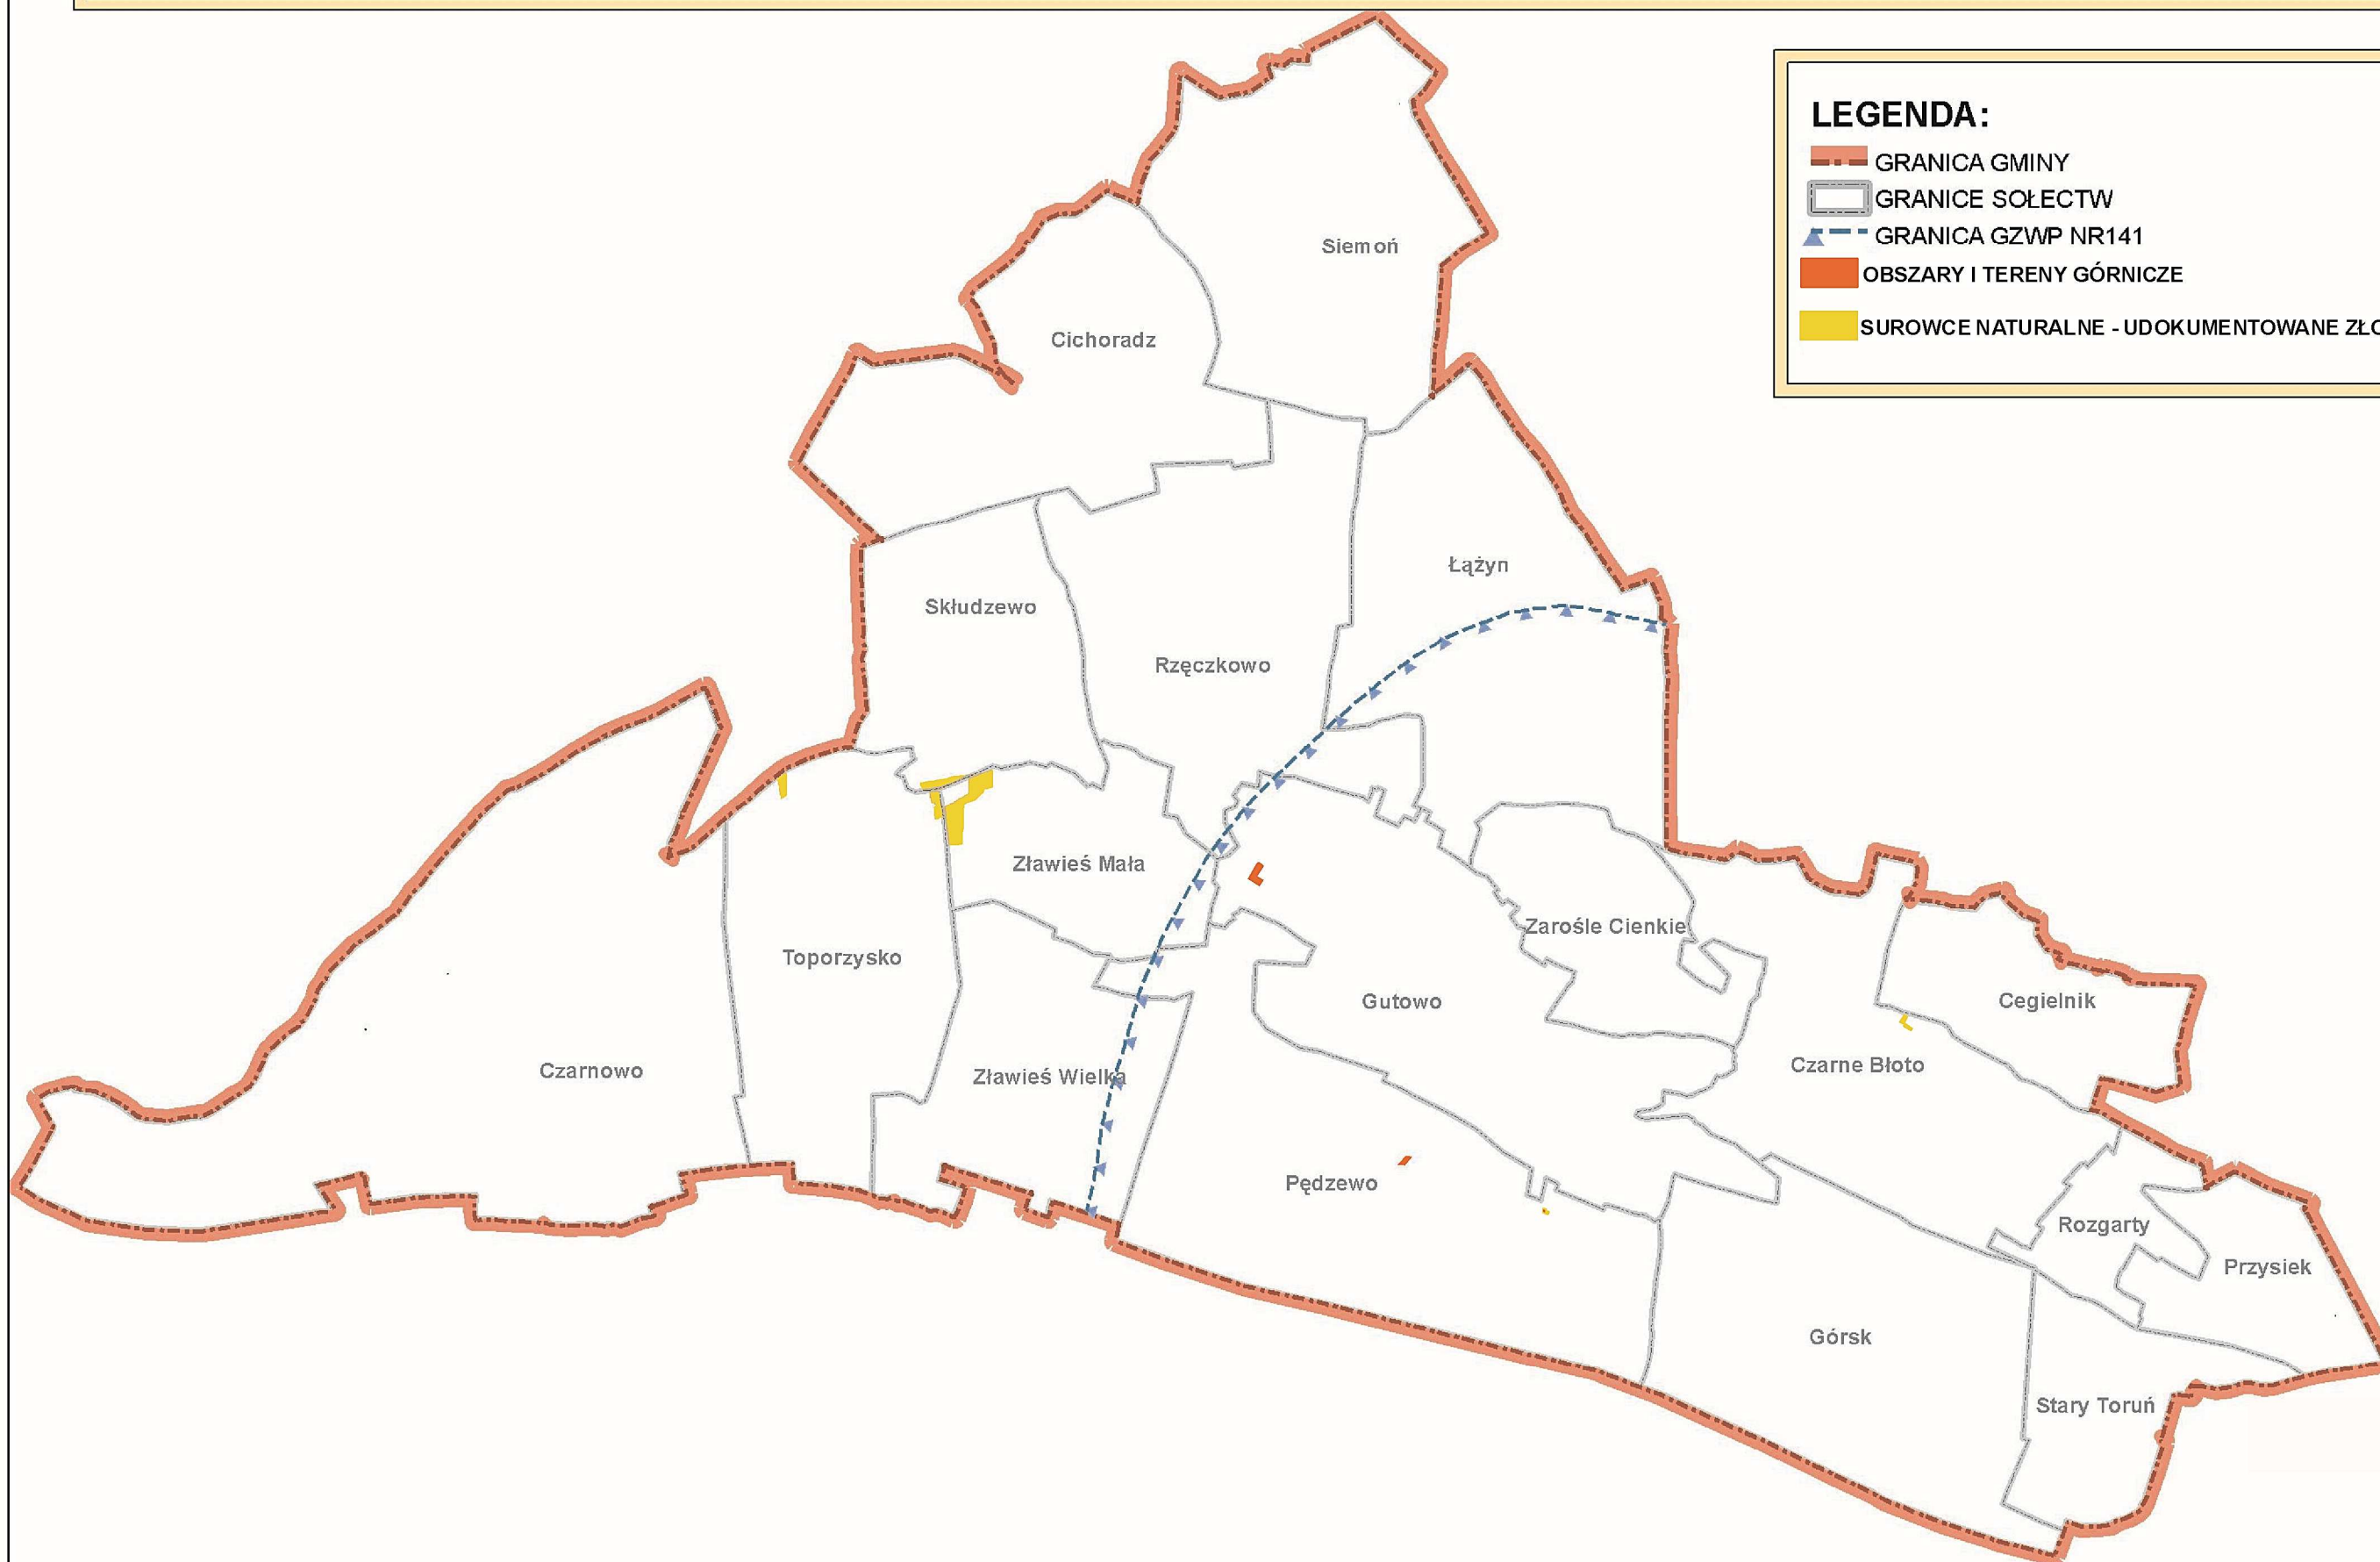 LEGENDA:
GRANICA GMINY
GRANICE SOŁECTW
GRANICA GZWP NR141
OBSZARY I TERENY GÓRNICZE
SUROWCE NATURALNE - UDOKUMENTOWANE
Siemoń
Cichoradz
Łążyn
Skłudzewo
Rzęczkowo
Zławieś Mała
Zarośle Cienkie
Toporzysko
Gutowo
Cegielnik
Czarnowo
Zławieś Wielka
Czarne Błoto
Pędzewo
Rozgarty
Przysiek
Górsk
Stary Toruń